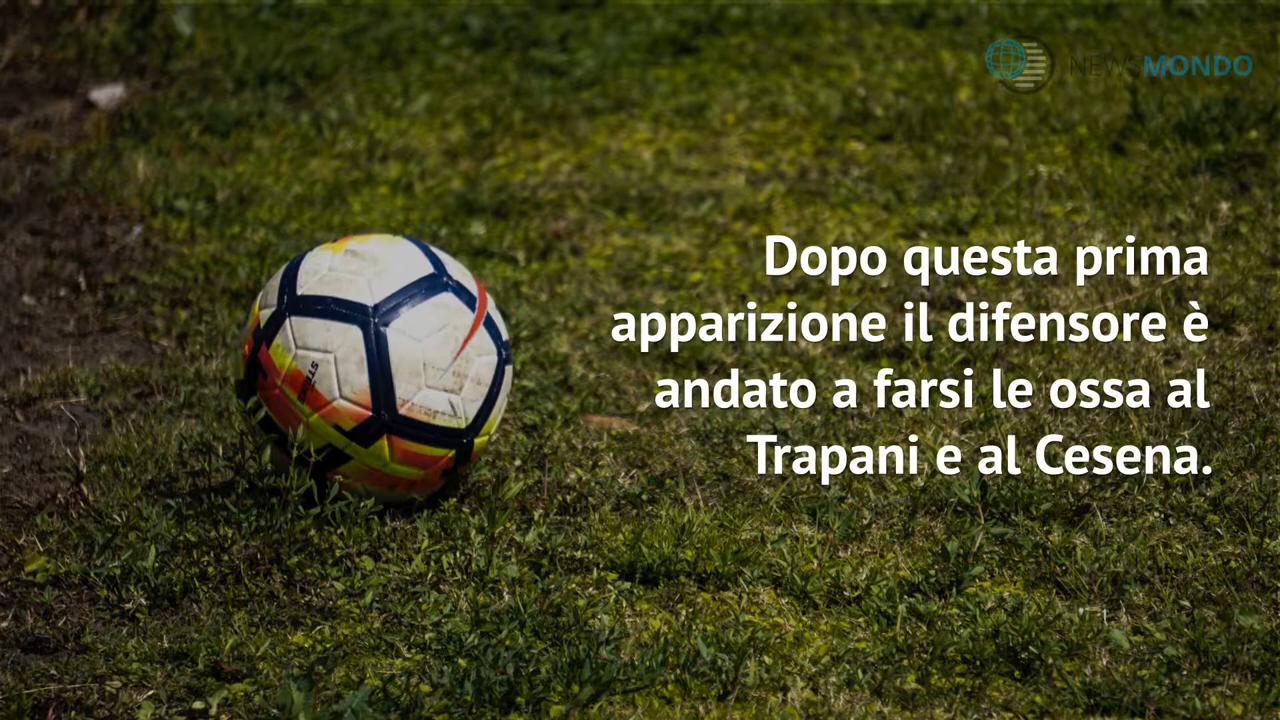 NEWSMONDO
Dopo questa prima
apparizione il difensore è
andato a farsi le ossa al
Trapani e al Cesena.